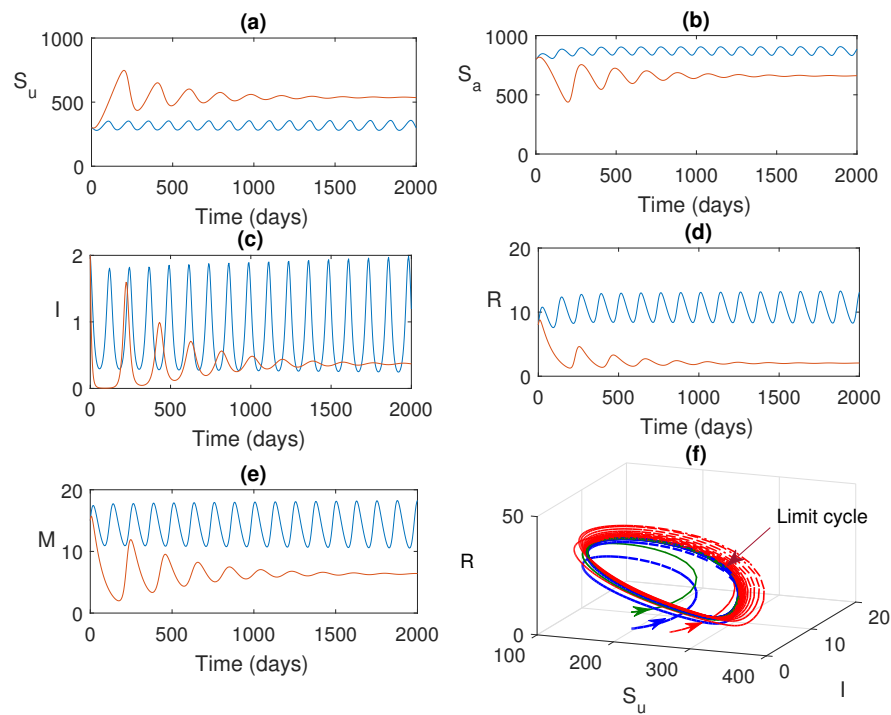 (a)
1000
500
0
S_u
0 500 1000 1500 2000
Time (days)
(b)
1000
500
0
S_a
0 500 1000 1500 2000
Time (days)
(c)
2
1
0
I
0 500 1000 1500 2000
Time (days)
(d)
20
10
0
R
0 500 1000 1500 2000
Time (days)
(e)
20
10
0
M
0 500 1000 1500 2000
Time (days)
(f)
Limit cycle
50
0
R
100 200 300 400
S_u
0 10 20
I